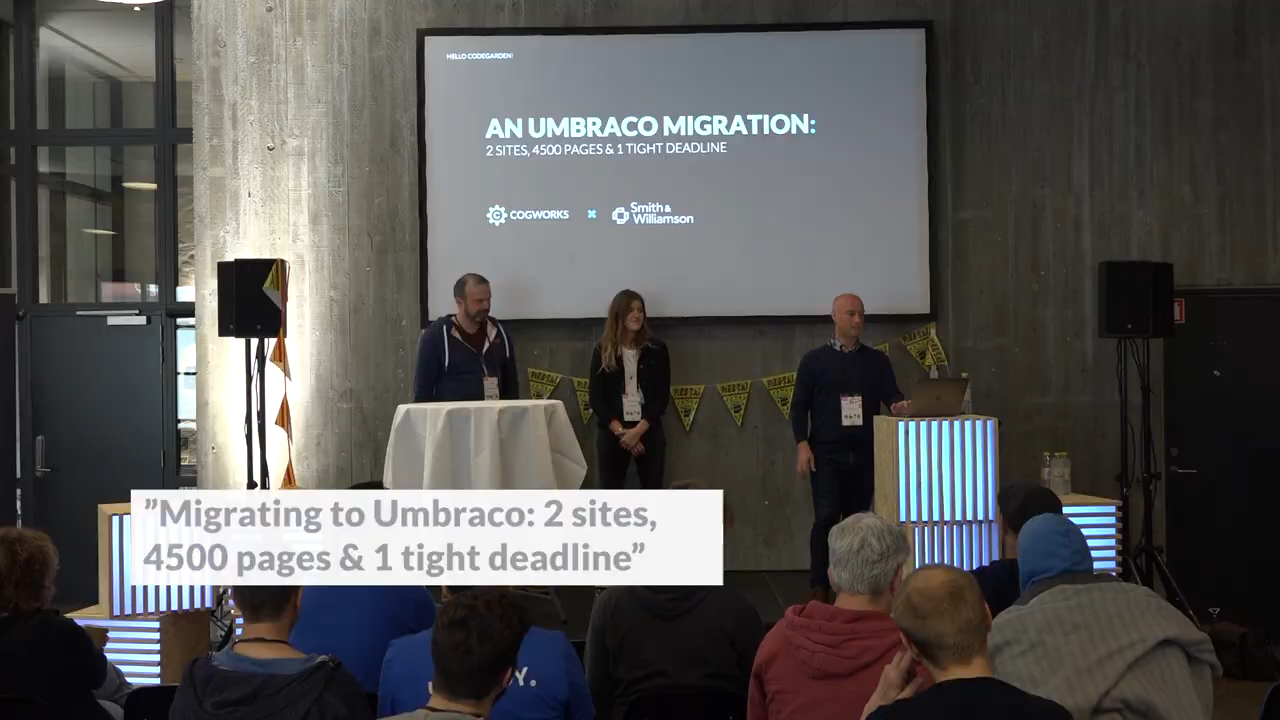 HELLO CODEGARDEN!
AN UMBRACO MIGRATION:
2 SITES, 4500 PAGES & 1 TIGHT DEADLINE
COGWORKS
Smith &
Williamson
”Migrating to Umbraco: 2 sites,
4500 pages & 1 tight deadline”
Y.